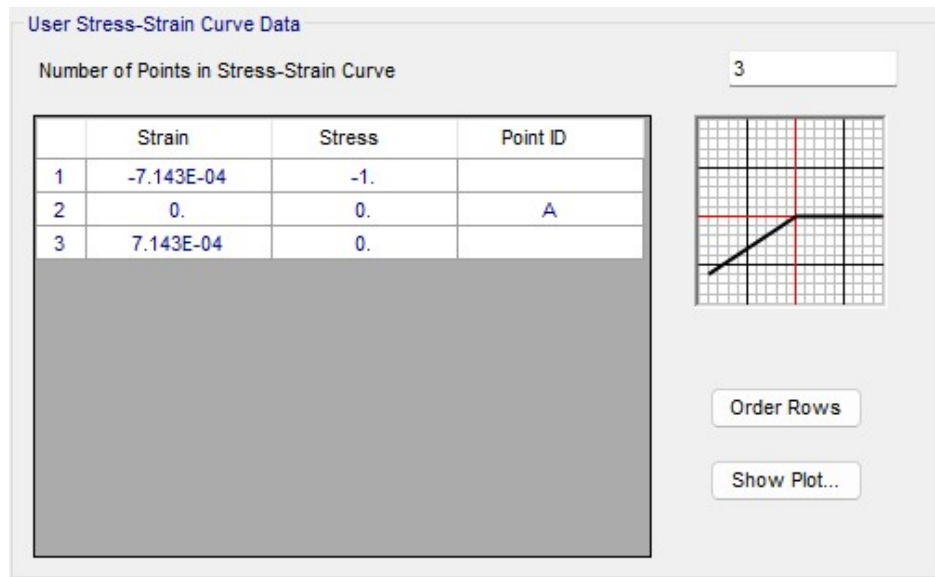 User Stress-Strain Curve Data
Number of Points in Stress-Strain Curve 3
Strain Stress Point ID
1 -7.143E-04 -1.
2 0. 0. A
3 7.143E-04 0.
Order Rows
Show Plot...